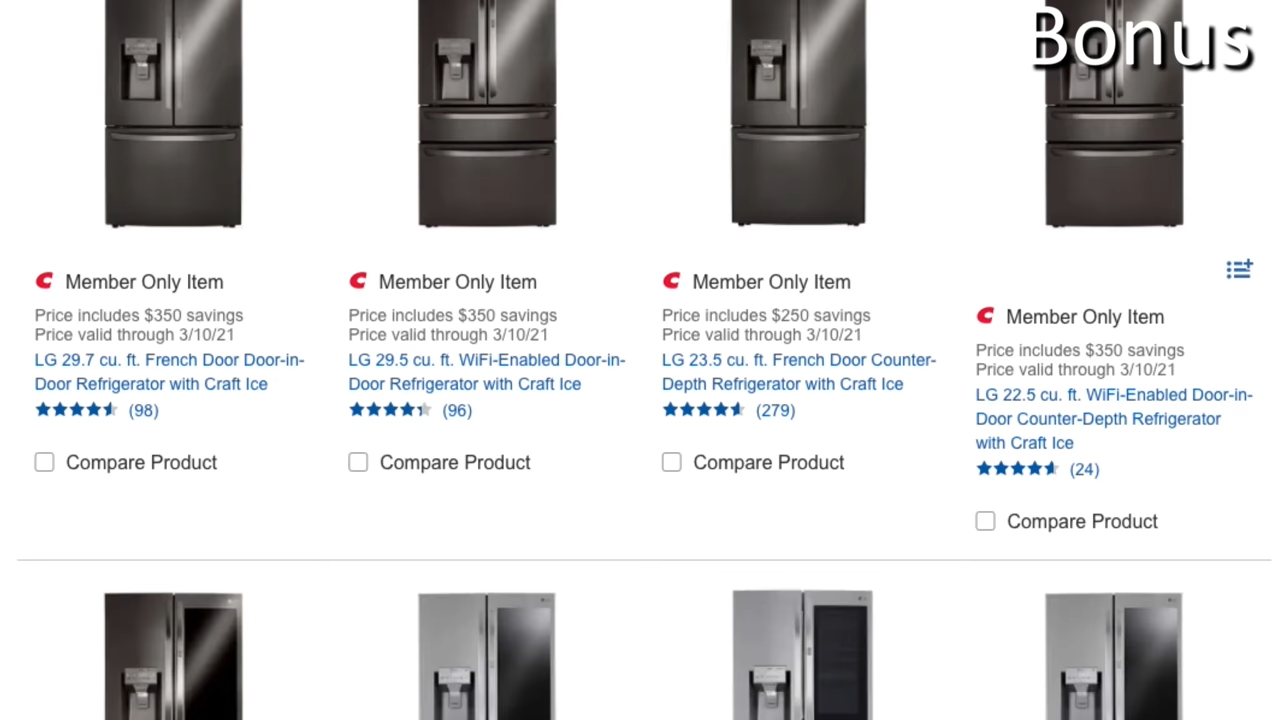 Bonus
Member Only Item
Price includes $350 savings
Price valid through 3/10/21
LG 29.7 cu. ft. French Door Door-in-
Door Refrigerator with Craft Ice
(98)
Compare Product
Member Only Item
Price includes $350 savings
Price valid through 3/10/21
LG 29.5 cu. ft. WiFi-Enabled Door-in-
Door Refrigerator with Craft Ice
(96)
Compare Product
Member Only Item
Price includes $250 savings
Price valid through 3/10/21
LG 23.5 cu. ft. French Door Counter-
Depth Refrigerator with Craft Ice
(279)
Compare Product
Member Only Item
Price includes $350 savings
Price valid through 3/10/21
LG 22.5 cu. ft. WiFi-Enabled Door-in-
Door Counter-Depth Refrigerator
with Craft Ice
(24)
Compare Product